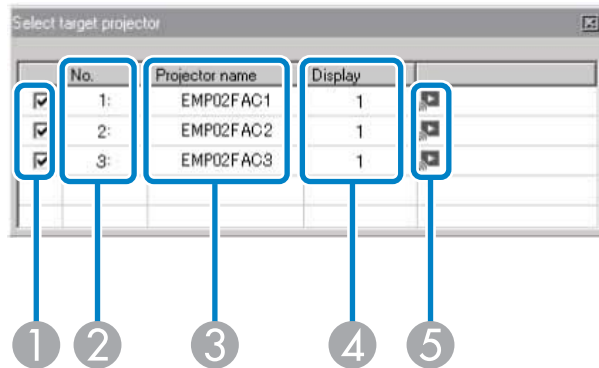 Select target projector
No. Projector name Display
1: EMP02FAC1 1
2: EMP02FAC2 1
3: EMP02FAC3 1
1 2 3 4 5